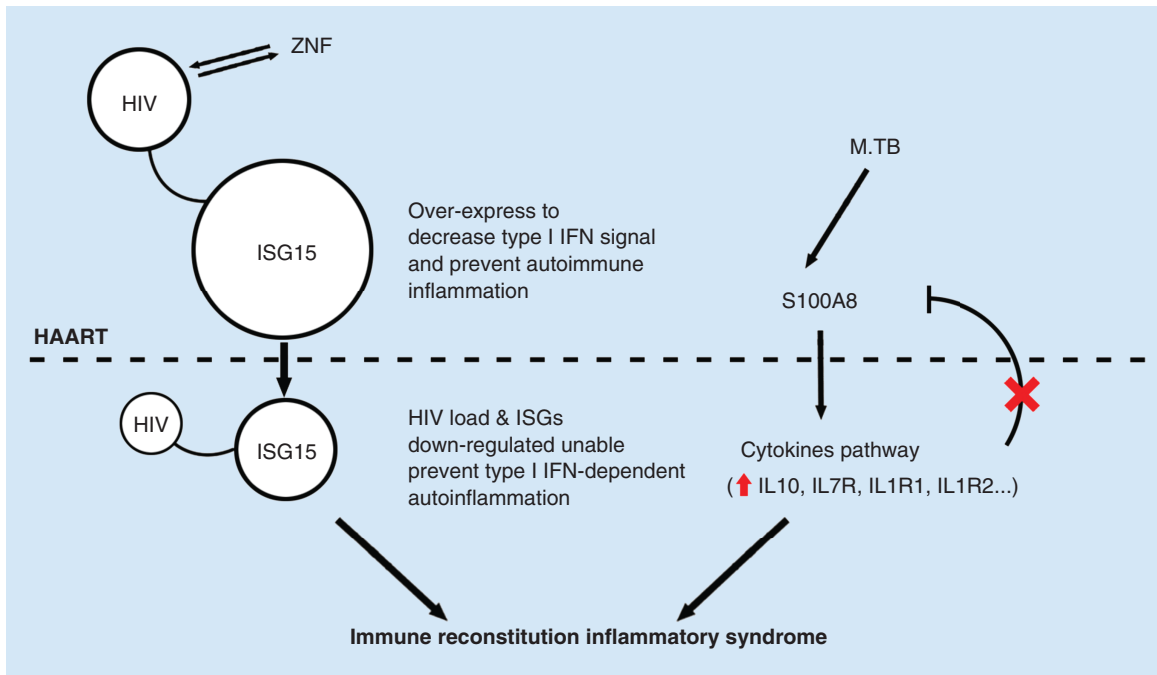 ZNF
HIV
M.TB
Over-express to
decrease type I IFN signal
and prevent autoimmune
inflammation
ISG15
S100A8
HAART
HIV
ISG15
HIV load & ISGs
down-regulated unable
prevent type I IFN-dependent
autoinflammation
Cytokines pathway
( IL10, IL7R, IL1R1, IL1R2...)
Immune reconstitution inflammatory syndrome